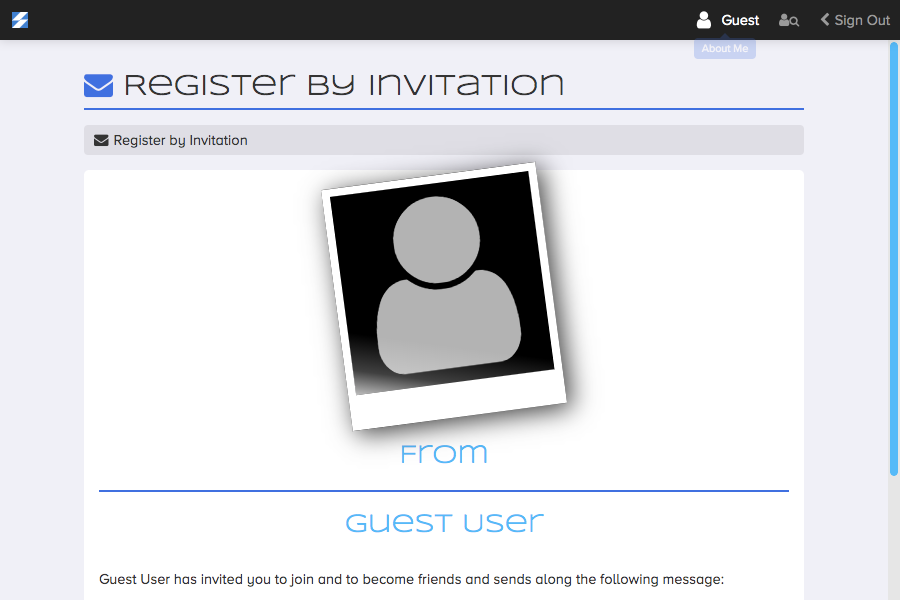 Guest
Sign Out
About Me
Register by Invitation
Register by Invitation
From
Guest User
Guest User has invited you to join and to become friends and sends along the following message: